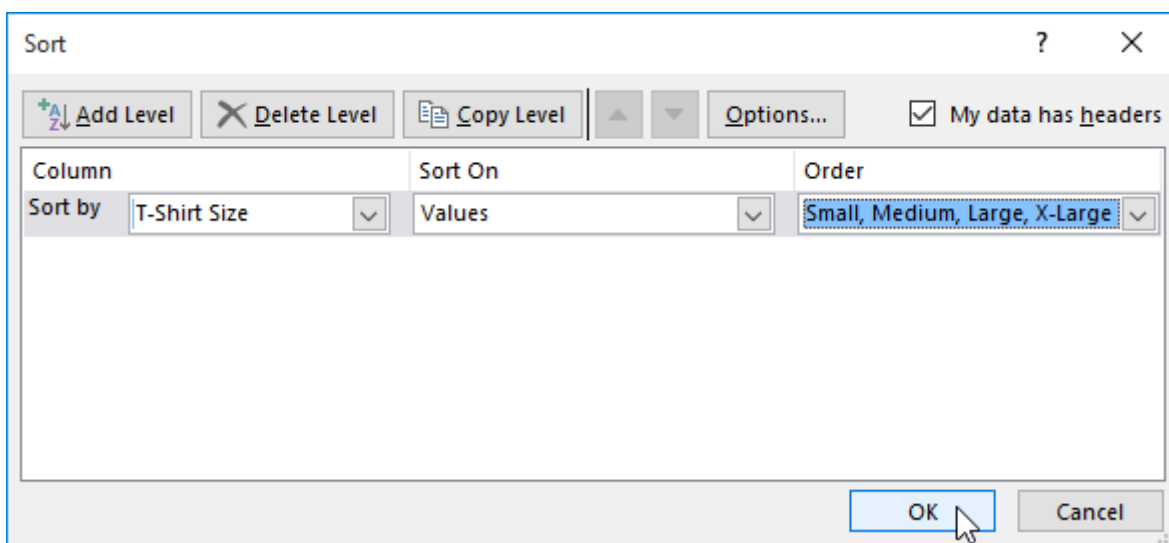 Sort ?
Add Level Delete Level Copy Level Options... My data has headers
Column Sort On Order
Sort by T-Shirt Size Values Small, Medium, Large, X-Large
OK Cancel